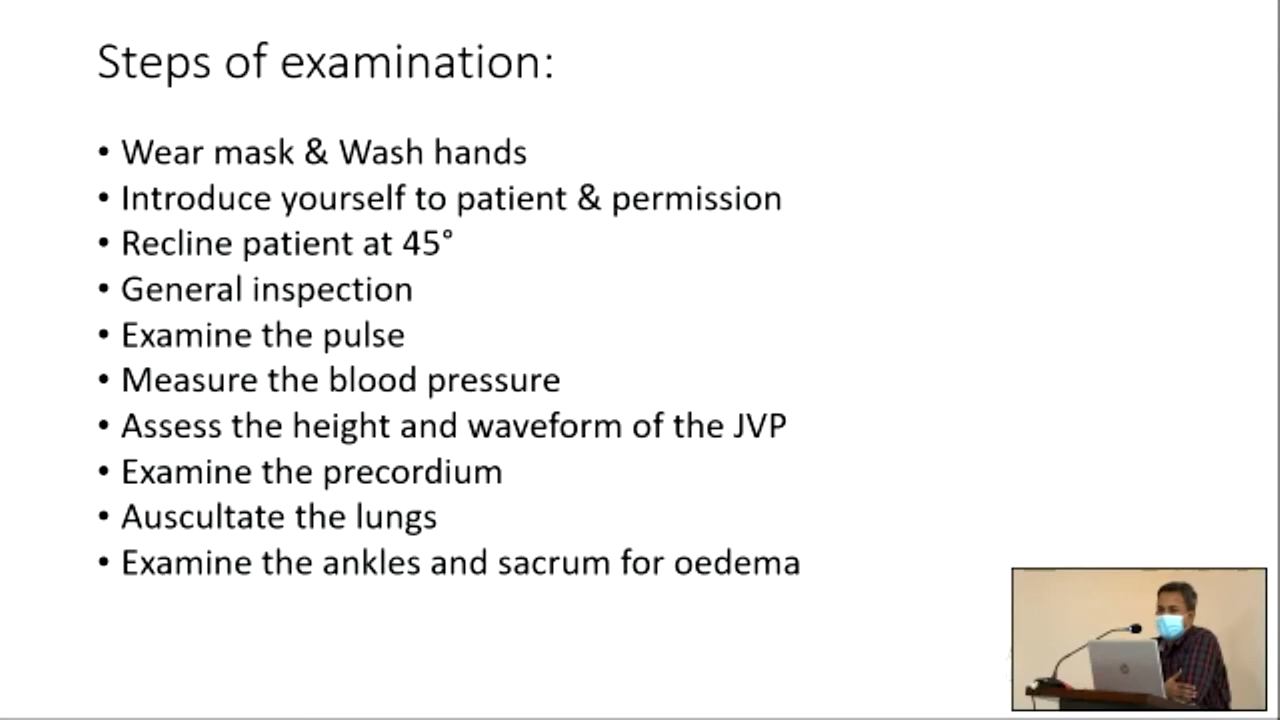 Steps of examination:
• Wear mask & Wash hands
• Introduce yourself to patient & permission
• Recline patient at 45°
• General inspection
• Examine the pulse
• Measure the blood pressure
• Assess the height and waveform of the JVP
• Examine the precordium
• Auscultate the lungs
• Examine the ankles and sacrum for oedema